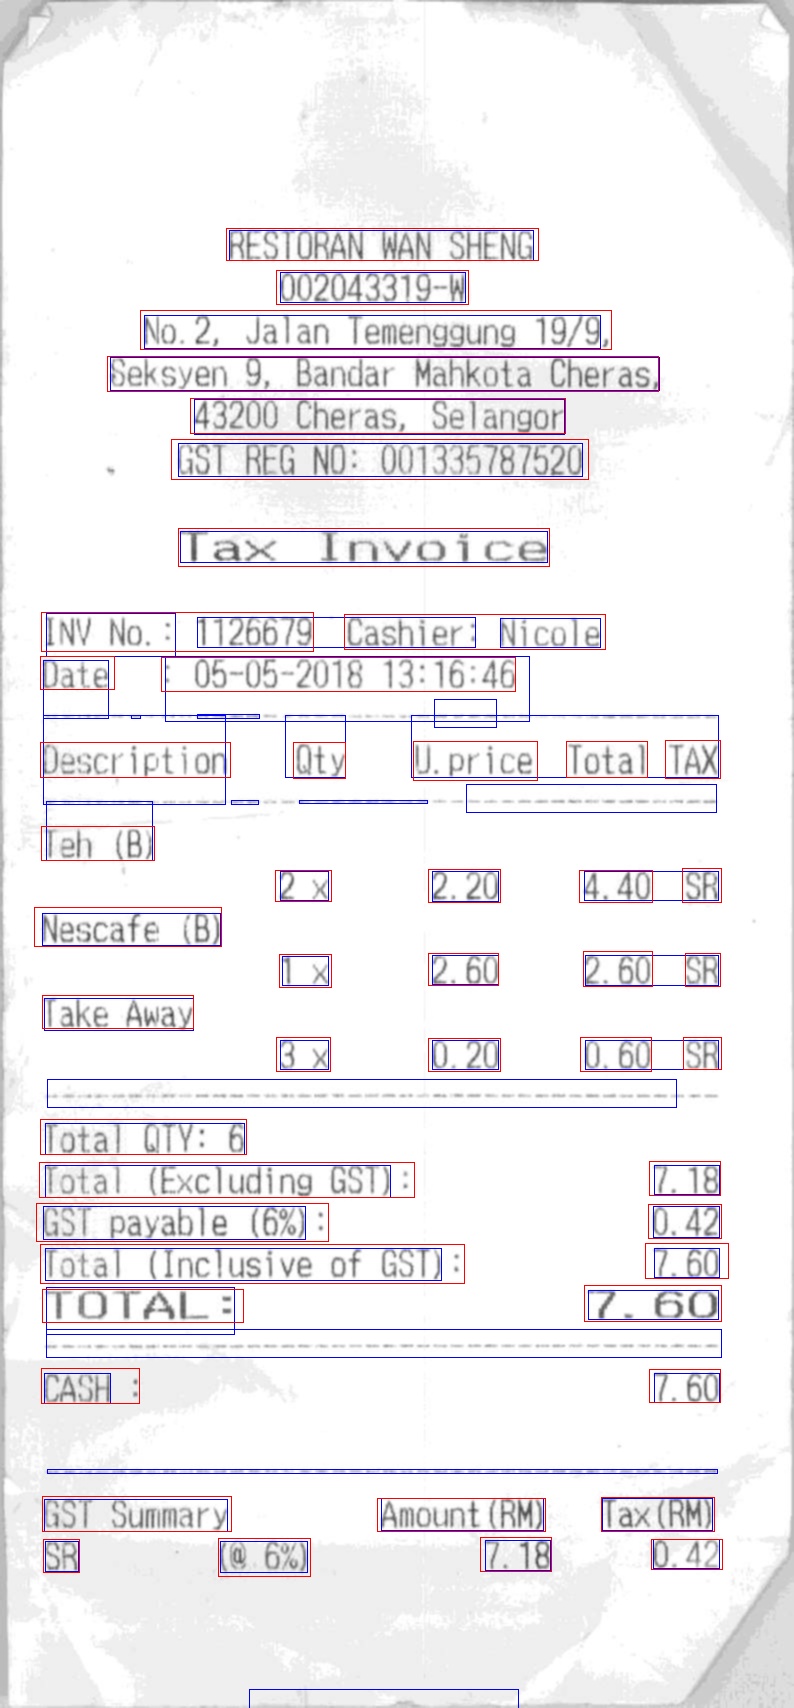 RESTORAN WAN SHENG
002043319-W
No.2, Jalan Temenggung 19/9,
Seksyen 9, Bandar Mahkota Cheras,
43200 Cheras, Selangor
GST REG NO: 001335787520
Tax Invoice
INV No.: 1126679 Cashier: Nicole
Date : 05-05-2018 13:16:46
Description Qty U.price Total TAX
Teh (B)
2 x 2.20 4.40 SR
Nescafe (B)
1 x 2.60 2.60 SR
Take Away
3 x 0.20 0.60 SR
Total QTY: 6
Total (Excluding GST): 7.18
GST payable (6%): 0.42
Total (Inclusive of GST): 7.60
TOTAL: 7.60
CASH : 7.60
GST Summary Amount(RM) Tax(RM)
SR (@ 6%) 7.18 0.42